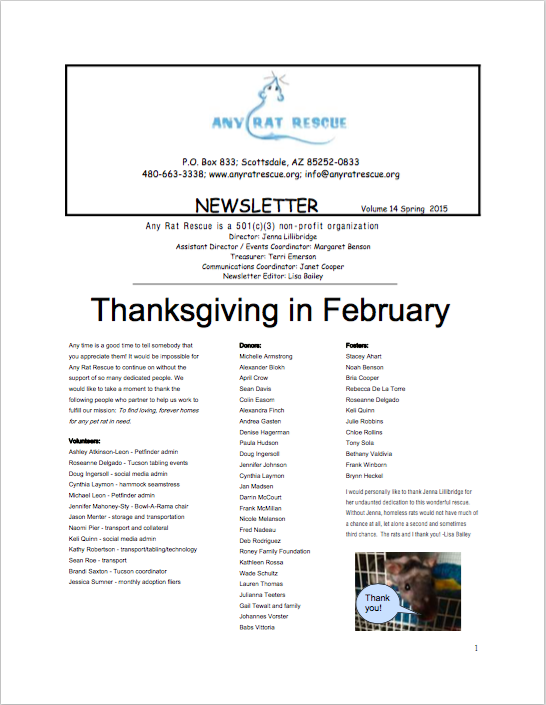 ANY RAT RESCUE
P.O. Box 833; Scottsdale, AZ 85252-0833
480-663-3338; www.anyratrescue.org; info@anyratrescue.org
NEWSLETTER Volume 14 Spring 2015
Any Rat Rescue is a 501(c)(3) non-profit organization
Director: Jenna Lillibridge
Assistant Director / Events Coordinator: Margaret Benson
Treasurer: Terri Emerson
Communications Coordinator: Janet Cooper
Newsletter Editor: Lisa Bailey
Thanksgiving in February
Any time is a good time to tell somebody that
you appreciate them! It would be impossible for
Any Rat Rescue to continue on without the
support of so many dedicated people. We
would like to take a moment to thank the
following people who partner to help us work to
fulfill our mission: To find loving, forever homes
for any pet rat in need.
Volunteers:
Ashley Atkinson-Leon - Petfinder admin
Roseanne Delgado - Tucson tabling events
Doug Ingersoll - social media admin
Cynthia Laymon - hammock seamstress
Michael Leon - Petfinder admin
Jennifer Mahoney-Sty - Bowl-A-Rama chair
Jason Menter - storage and transportation
Naomi Pier - transport and collateral
Keli Quinn - social media admin
Kathy Robertson - transport/tabling/technology
Sean Roe - transport
Brandi Saxton - Tucson coordinator
Jessica Sumner - monthly adoption fliers
Donors:
Michelle Armstrong
Alexander Blokh
April Crow
Sean Davis
Colin Easom
Alexandra Finch
Andrea Gasten
Denise Hagerman
Paula Hudson
Doug Ingersoll
Jennifer Johnson
Cynthia Laymon
Jan Madsen
Darrin McCourt
Frank McMillan
Nicole Melanson
Fred Nadeau
Deb Rodriguez
Roney Family Foundation
Kathleen Rossa
Wade Schultz
Lauren Thomas
Julianna Teeters
Gail Tewalt and family
Johannes Vorster
Babs Vittoria
Fosters:
Stacey Ahart
Noah Benson
Bria Cooper
Rebecca De La Torre
Roseanne Delgado
Keli Quinn
Julie Robbins
Chloe Rollins
Tony Sola
Bethany Valdivia
Frank Winborn
Brynn Heckel
I would personally like to thank Jenna Lillibridge for
her undaunted dedication to this wonderful rescue.
Without Jenna, homeless rats would not have much of
a chance at all, let alone a second and sometimes
third chance. The rats and I thank you! -Lisa Bailey
Thank
you!
1